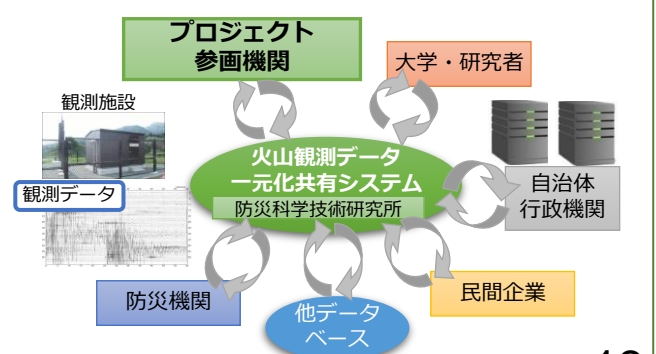 プロジェクト
参画機関
大学・研究者
観測施設
火山観測データ
一元化共有システム
防災科学技術研究所
観測データ
自治体
行政機関
防災機関
他データ
ベース
民間企業